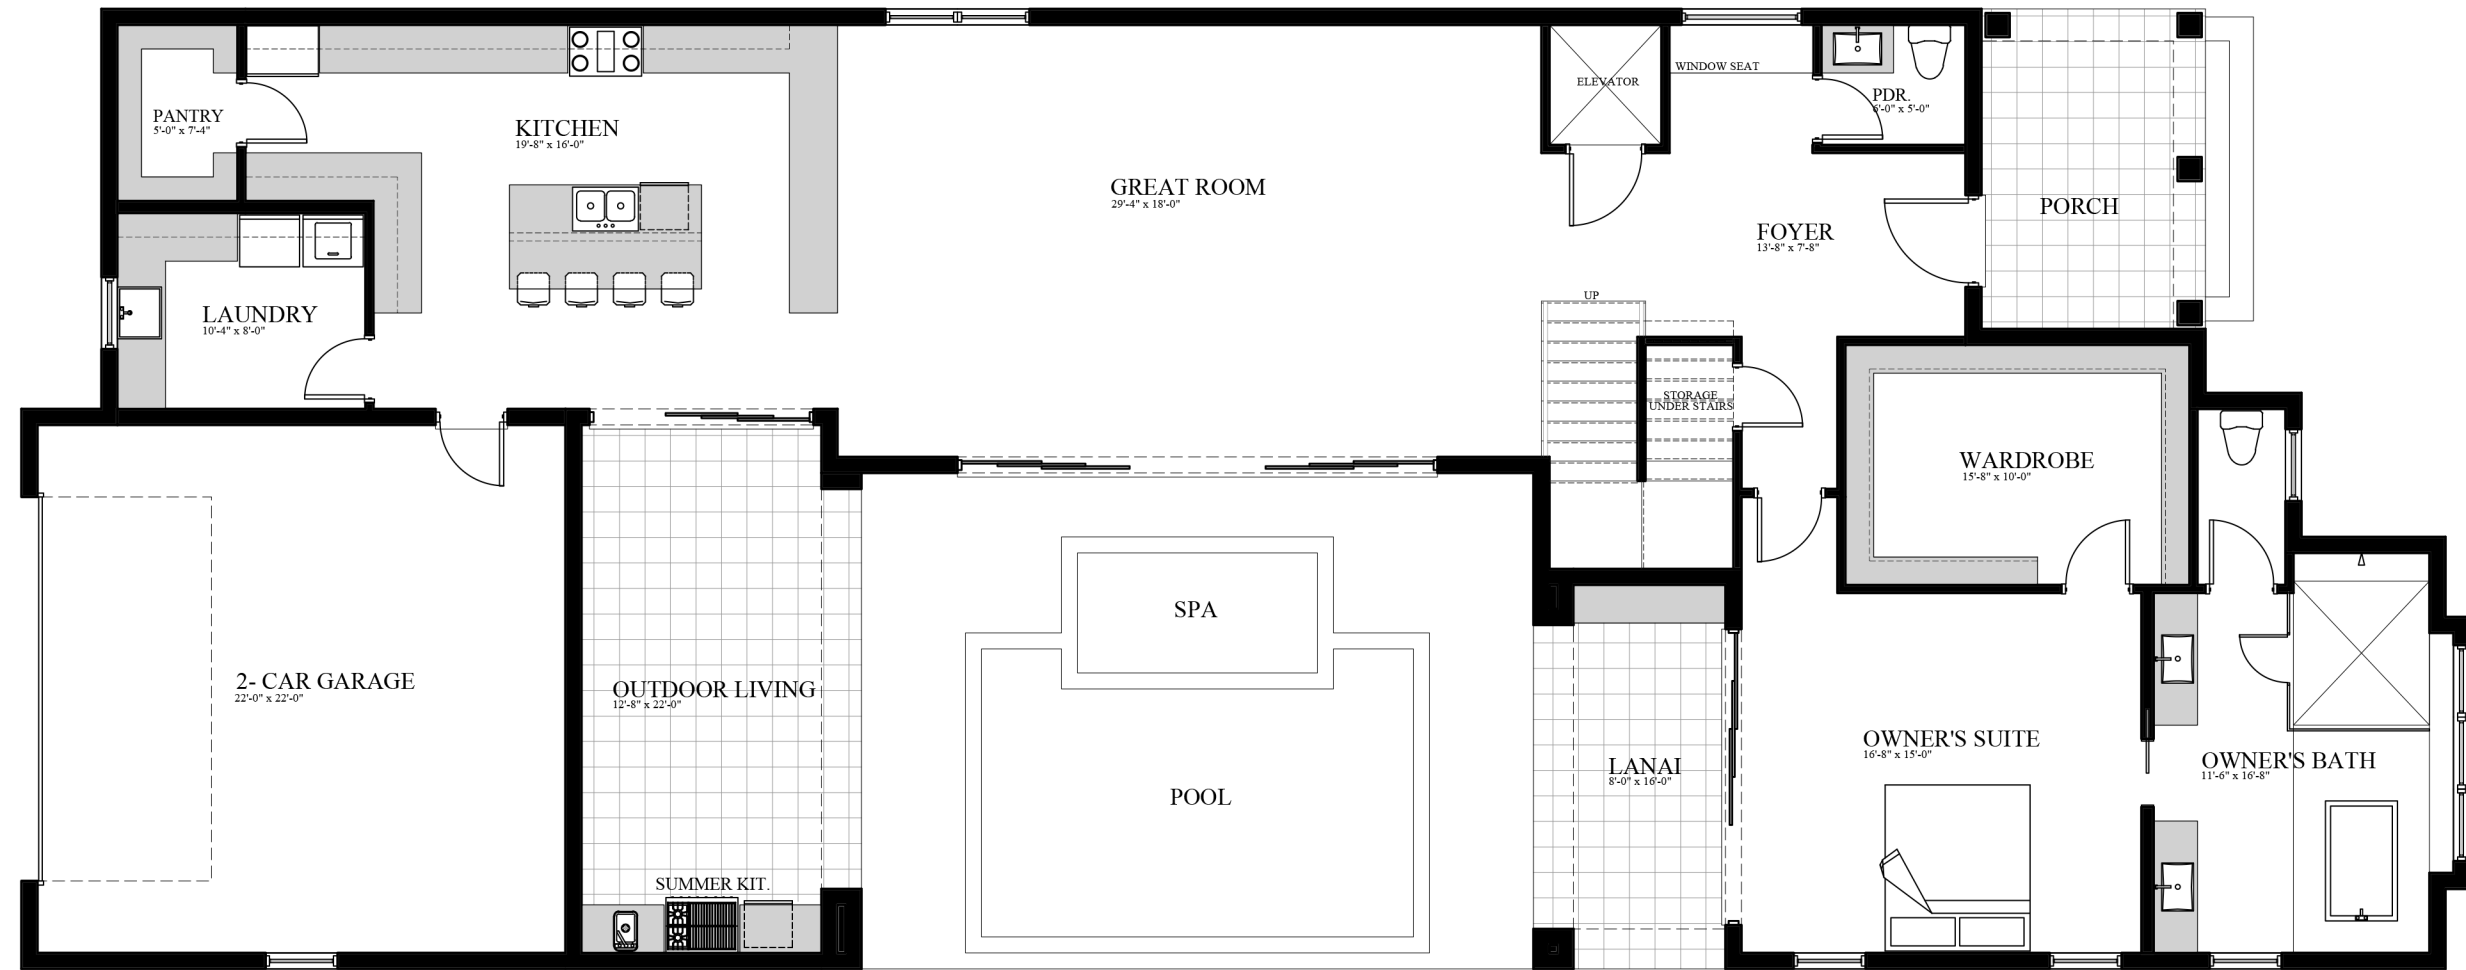 PANTRY
5'-0" x 7'-4"
KITCHEN
19'-8" x 16'-0"
GREAT ROOM
29'-4" x 18'-0"
ELEVATOR
WINDOW SEAT
PDR.
6'-0" x 5'-0"
PORCH
FOYER
13'-8" x 7'-8"
LAUNDRY
10'-4" x 8'-0"
UP
STORAGE
UNDER STAIRS
WARDROBE
15'-8" x 10'-0"
2- CAR GARAGE
22'-0" x 22'-0"
OUTDOOR LIVING
12'-8" x 22'-0"
SUMMER KIT.
SPA
POOL
LANAI
8'-0" x 16'-0"
OWNER'S SUITE
16'-8" x 15'-0"
OWNER'S BATH
11'-6" x 16'-8"